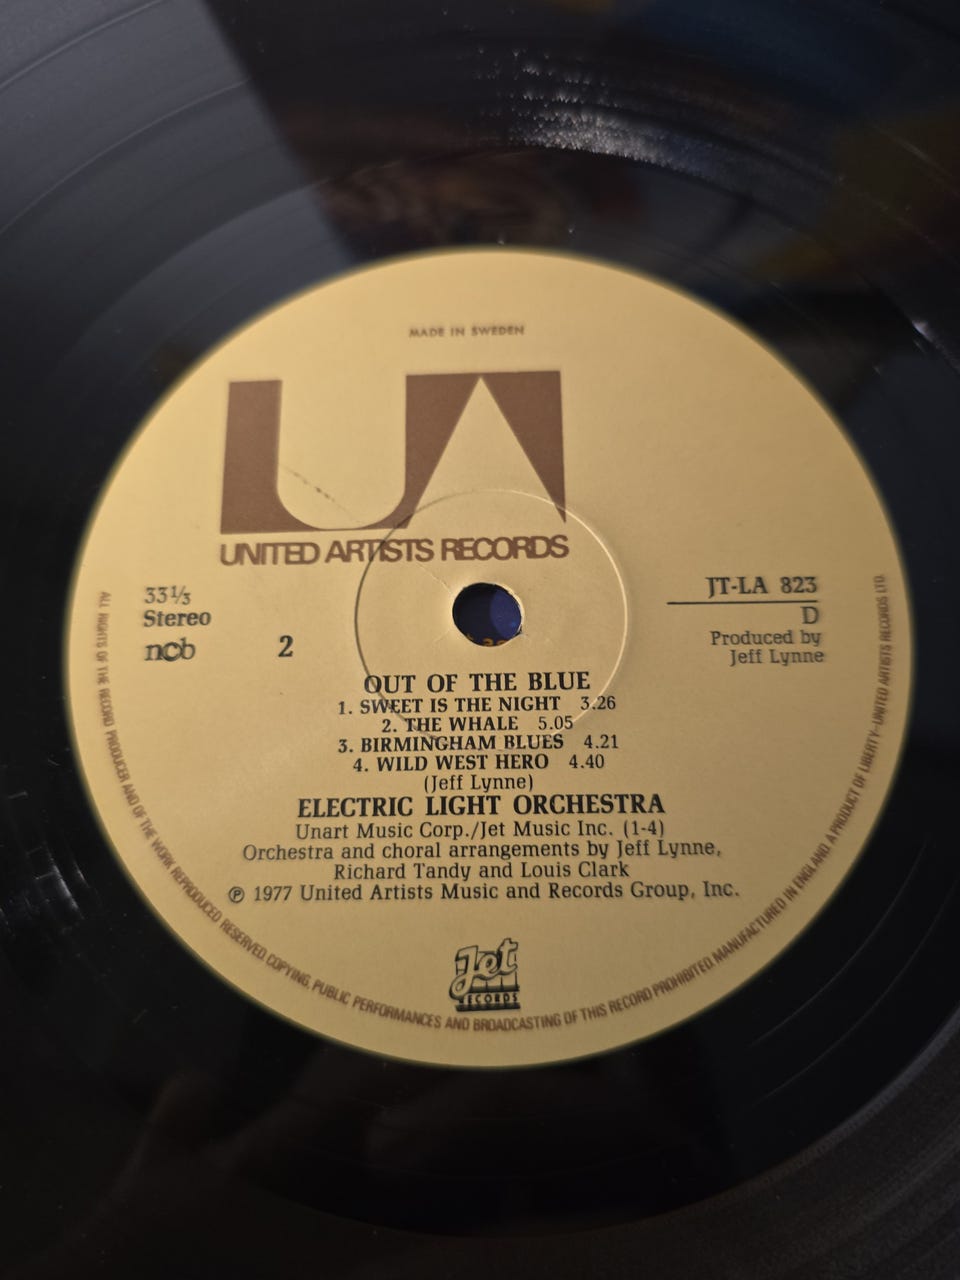 MADE IN SWEDEN
UA
UNITED ARTISTS RECORDS
33⅓
Stereo
ncb
2
JT-LA 823
D
Produced by
Jeff Lynne
OUT OF THE BLUE
1. SWEET IS THE NIGHT 3.26
2. THE WHALE 5.05
3. BIRMINGHAM BLUES 4.21
4. WILD WEST HERO 4.40
(Jeff Lynne)
ELECTRIC LIGHT ORCHESTRA
Unart Music Corp./Jet Music Inc. (1-4)
Orchestra and choral arrangements by Jeff Lynne,
Richard Tandy and Louis Clark
℗ 1977 United Artists Music and Records Group, Inc.
Jet
RECORDS
ALL RIGHTS OF THE RECORD PRODUCER AND OF THE WORK REPRODUCED RESERVED COPYING, PUBLIC PERFORMANCES AND BROADCASTING OF THIS RECORD PROHIBITED. MANUFACTURED IN ENGLAND A PRODUCT OF LIBERTY-UNITED ARTISTS RECORDS LTD.